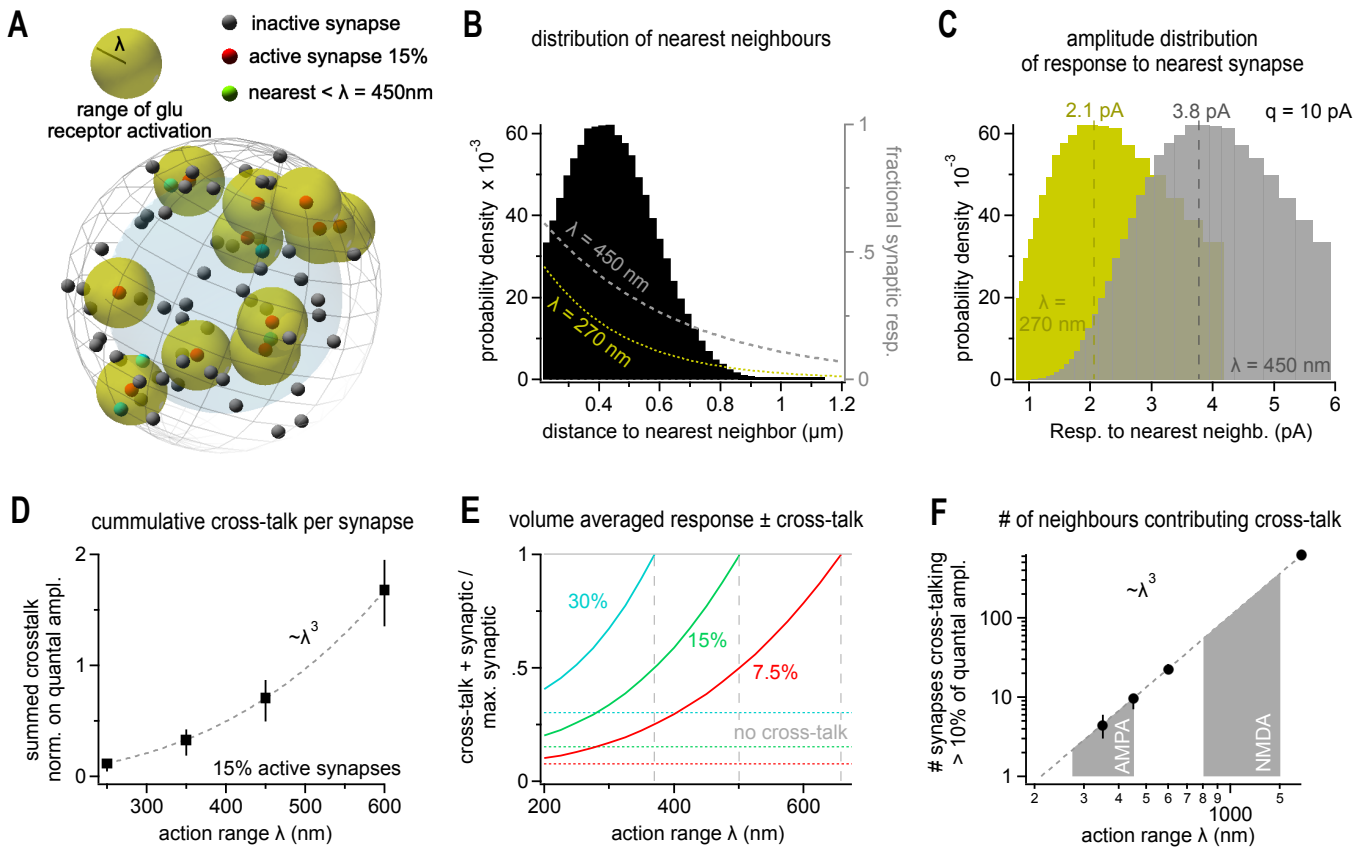 A
λ
range of glu
receptor activation
inactive synapse
active synapse 15%
nearest < λ = 450nm
B
distribution of nearest neighbours
probability density x 10⁻³
60
40
20
0
λ = 450 nm
λ = 270 nm
1
.5
0
fractional synaptic resp.
0.4
0.6
0.8
1.0
1.2
distance to nearest neighbor (µm)
C
amplitude distribution
of response to nearest synapse
2.1 pA
3.8 pA
q = 10 pA
probability density 10⁻³
60
40
20
0
λ =
270 nm
λ = 450 nm
1
2
3
4
5
6
Resp. to nearest neighb. (pA)
D
cummulative cross-talk per synapse
summed crosstalk
norm. on quantal ampl.
2
1
0
~λ³
15% active synapses
300
400
500
600
action range λ (nm)
E
volume averaged response ± cross-talk
cross-talk + synaptic /
max. synaptic
1
.5
0
30%
15%
7.5%
no cross-talk
200
400
600
action range λ (nm)
F
# of neighbours contributing cross-talk
# synapses cross-talking
> 10% of quantal ampl.
100
10
1
~λ³
AMPA
NMDA
2
3
4
5
6
7
8
9
1000
5
action range λ (nm)